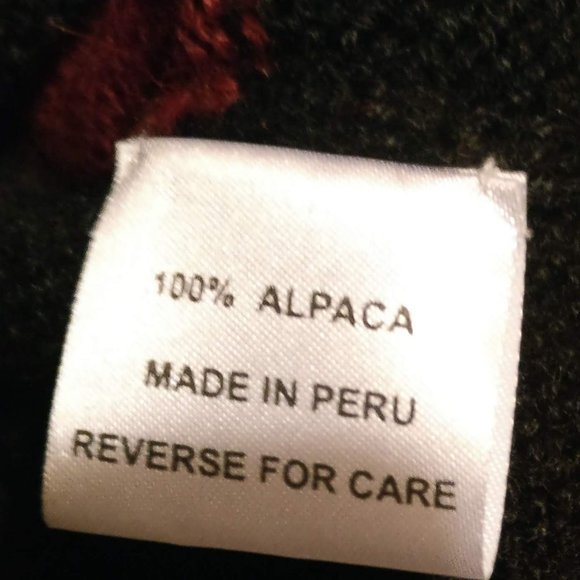 100% ALPACA
MADE IN PERU
REVERSE FOR CARE